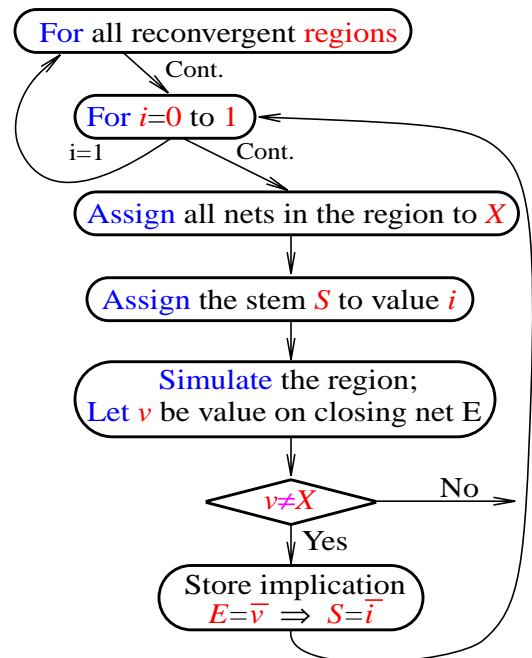 For all reconvergent regions
Cont.
For i=0 to 1
i=1
Cont.
Assign all nets in the region to X
Assign the stem S to value i
Simulate the region;
Let v be value on closing net E
v≠X
No
Yes
Store implication
E=v̅ ⇒ S=i̅